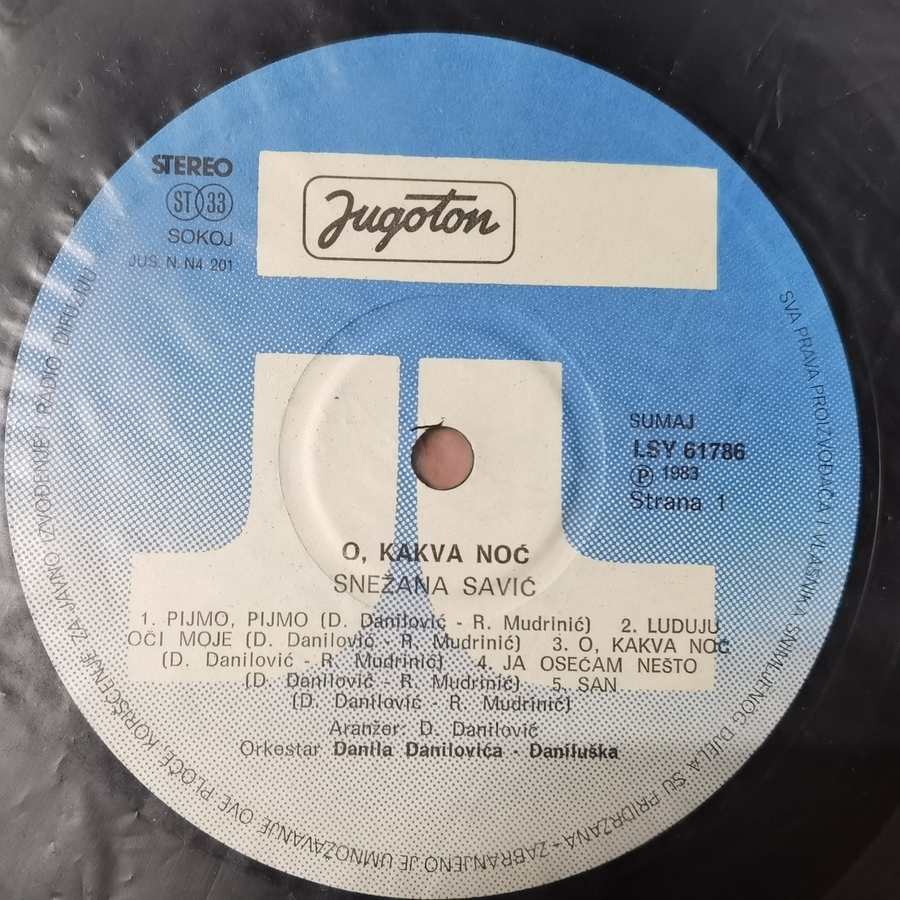 STEREO
ST 33
SOKOJ
JUS. N. N4 201
Jugoton
SUMAJ
LSY 61786
Ⓟ 1983
Strana 1
O, KAKVA NOĆ
SNEŽANA SAVIĆ
1. PIJMO, PIJMO (D. Danilović - R. Mudrinić) 2. LUDUJU
OČI MOJE (D. Danilović - R. Mudrinić) 3. O, KAKVA NOĆ
(D. Danilović - R. Mudrinić) 4. JA OSEĆAM NEŠTO
(D. Danilović - R. Mudrinić) 5. SAN
(D. Danilović - R. Mudrinić)
Aranžer: D. Danilović
Orkestar Danila Danilovića - Daniluška
SVA PRAVA PROIZVOĐAČA I VLASNIKA SNIMLJENOG DJELA SU PRIDRŽANA - ZABRANJENO JE UMNOŽAVANJE OVE PLOČE, KORIŠĆENJE ZA JAVNO IZVOĐENJE I RADIO DIFUZIJU